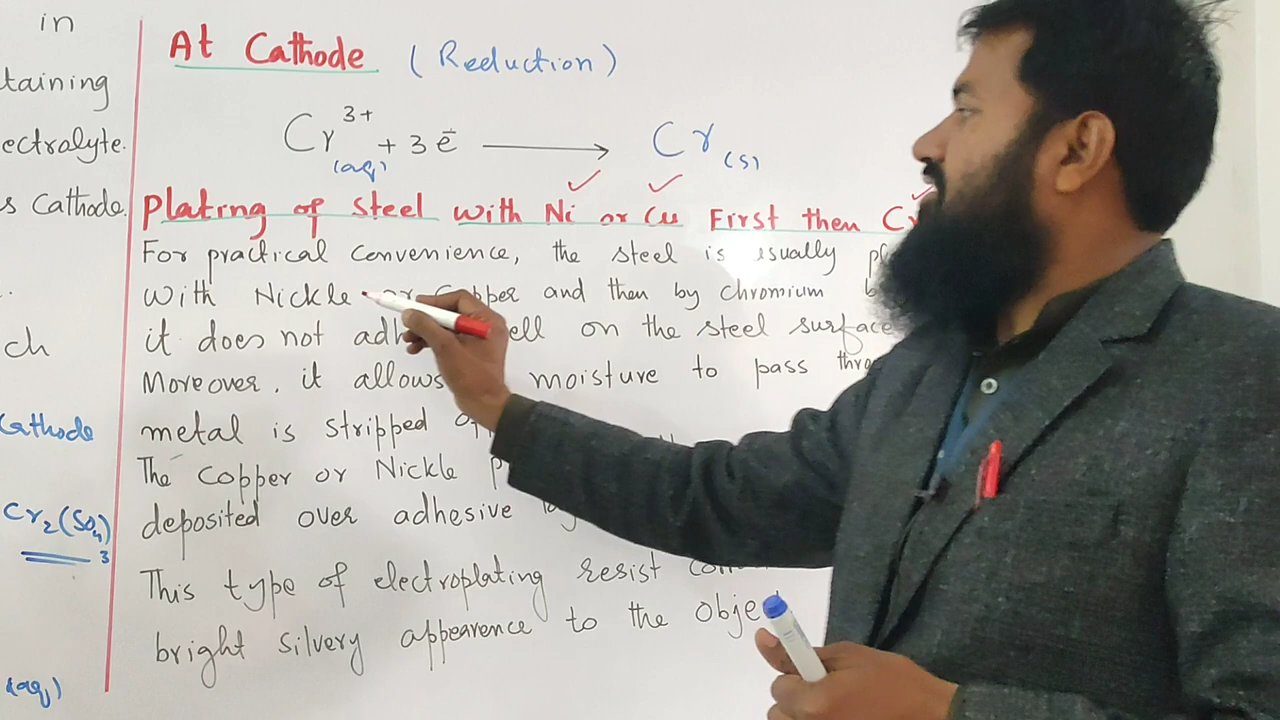 in
taining
ectralyte.
s Cathode.
ch
Cathode
Cr2(SO4)3
(aq)
At Cathode (Reduction)
Cr3+(aq) + 3e- → Cr(s)
Plating of Steel with Ni or Cu First then Cr
For practical convenience, the steel is usually
with Nickle or Copper and then by chromium
it does not well on the steel surface
Moreover, it allows moisture to pass
metal is stripped
The Copper or Nickle
deposited over adhesive
This type of electroplating resist
bright silvery appearence to the